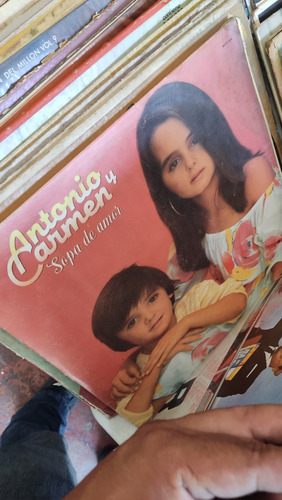 DEL MILLON VOL 9
Antonio y
Carmen
Sopa de amor